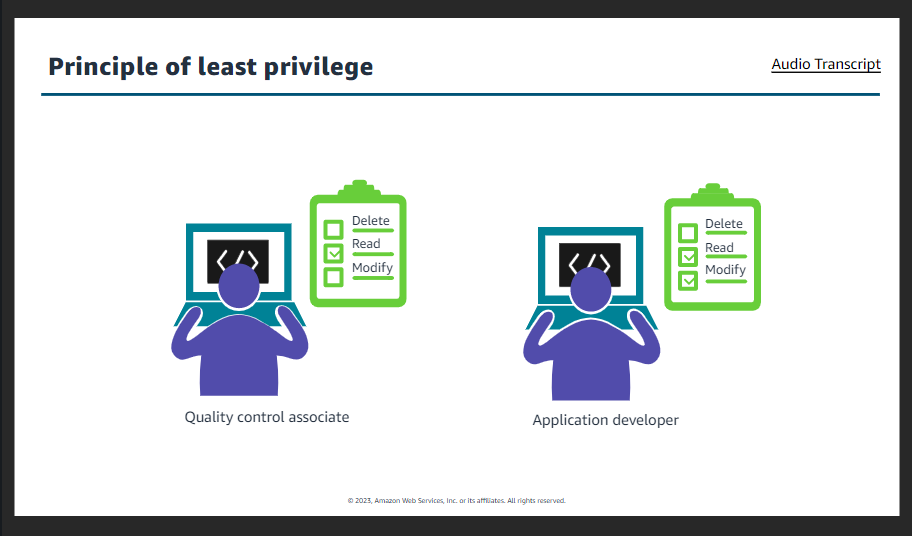 Principle of least privilege
Audio Transcript
Delete
Read
Modify
Quality control associate
Delete
Read
Modify
Application developer
© 2023, Amazon Web Services, Inc. or its affiliates. All rights reserved.